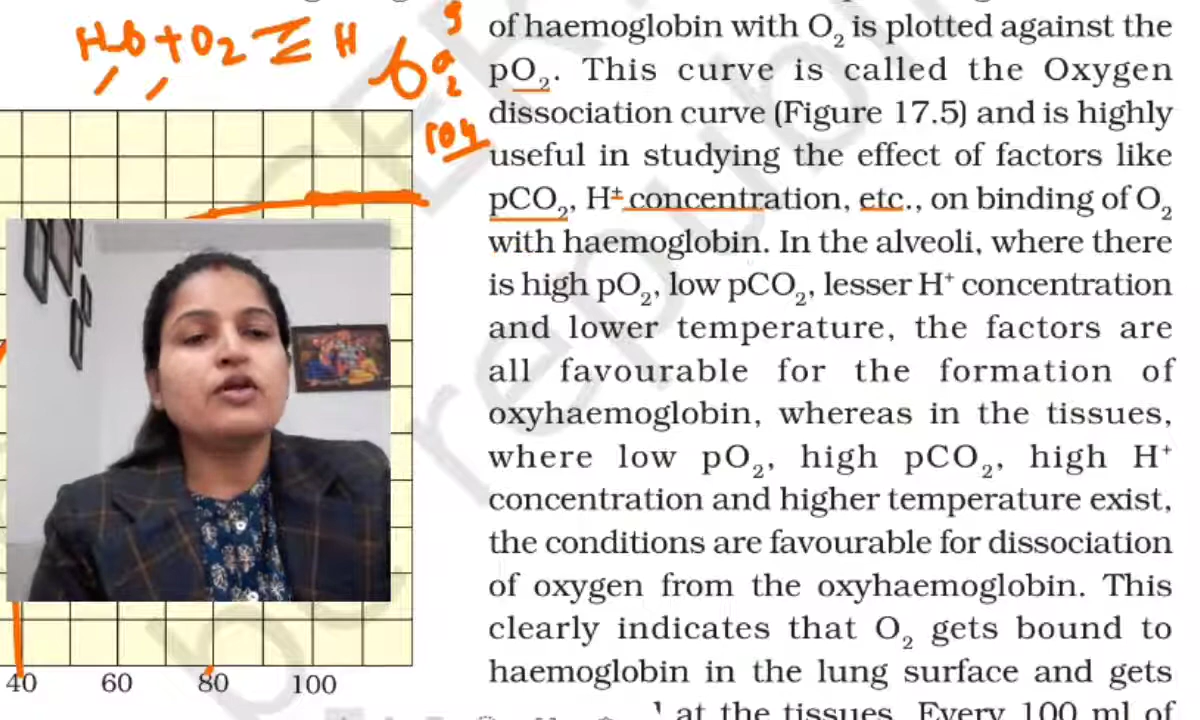 Hb + O2 ⇌ H
of haemoglobin with O₂ is plotted against the
pO₂. This curve is called the Oxygen
dissociation curve (Figure 17.5) and is highly
useful in studying the effect of factors like
pCO₂, H⁺ concentration, etc., on binding of O₂
with haemoglobin. In the alveoli, where there
is high pO₂, low pCO₂, lesser H⁺ concentration
and lower temperature, the factors are
all favourable for the formation of
oxyhaemoglobin, whereas in the tissues,
where low pO₂, high pCO₂, high H⁺
concentration and higher temperature exist,
the conditions are favourable for dissociation
of oxygen from the oxyhaemoglobin. This
clearly indicates that O₂ gets bound to
haemoglobin in the lung surface and gets
at the tissues. Every 100 ml of
40 60 80 100